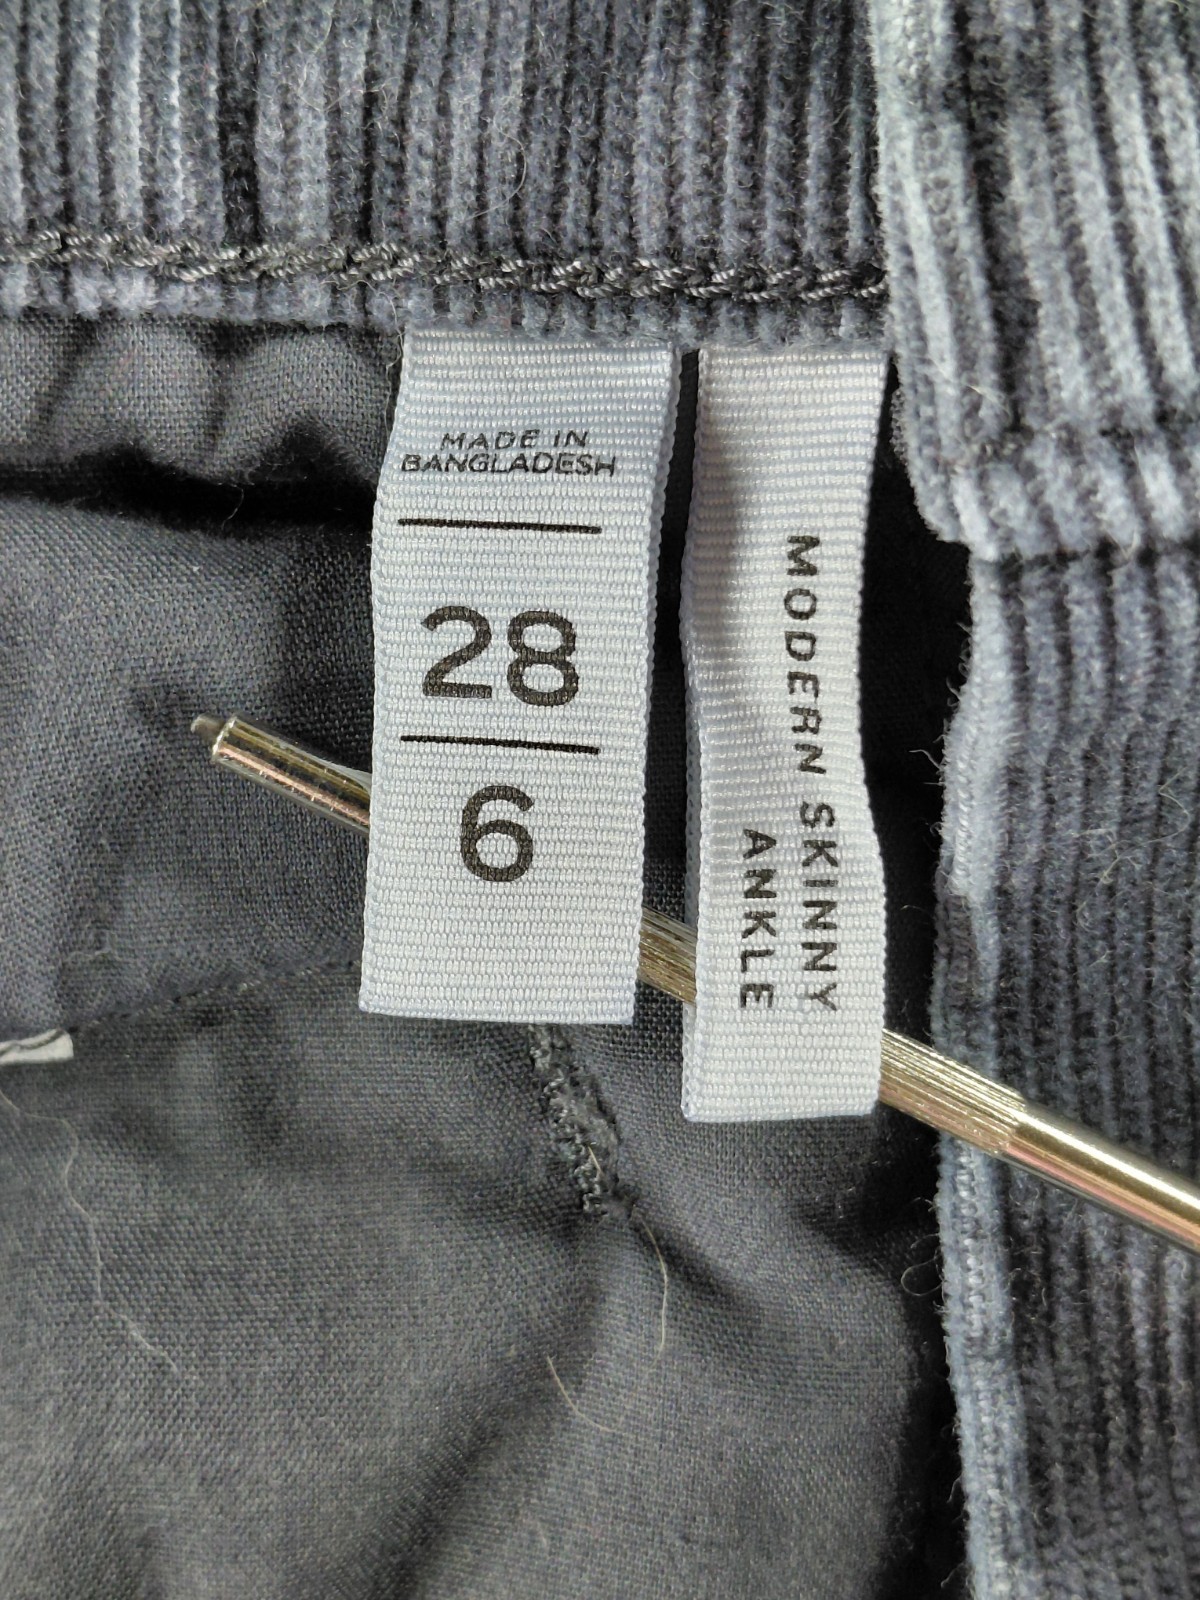 MADE IN
BANGLADESH
28
6
MODERN SKINNY
ANKLE